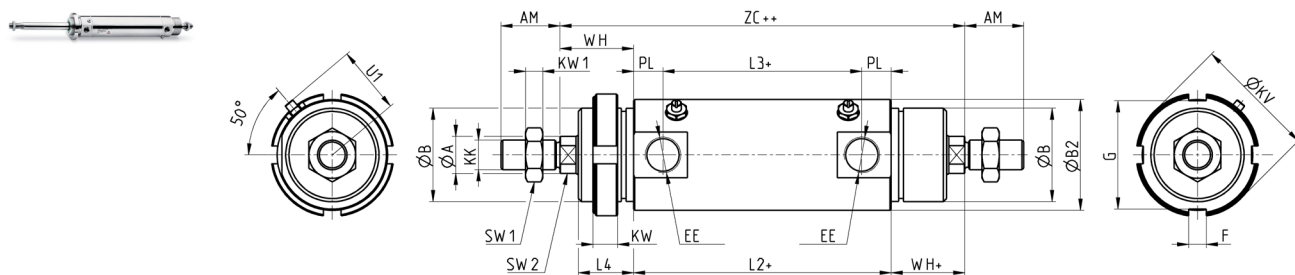 AM
ZC++
AM
WH
KW1
PL
L3+
PL
U1
50°
ØB
ØA
KK
ØB
ØB2
G
ØKV
SW1
KW
EE
EE
F
SW2
L4
L2+
WH+